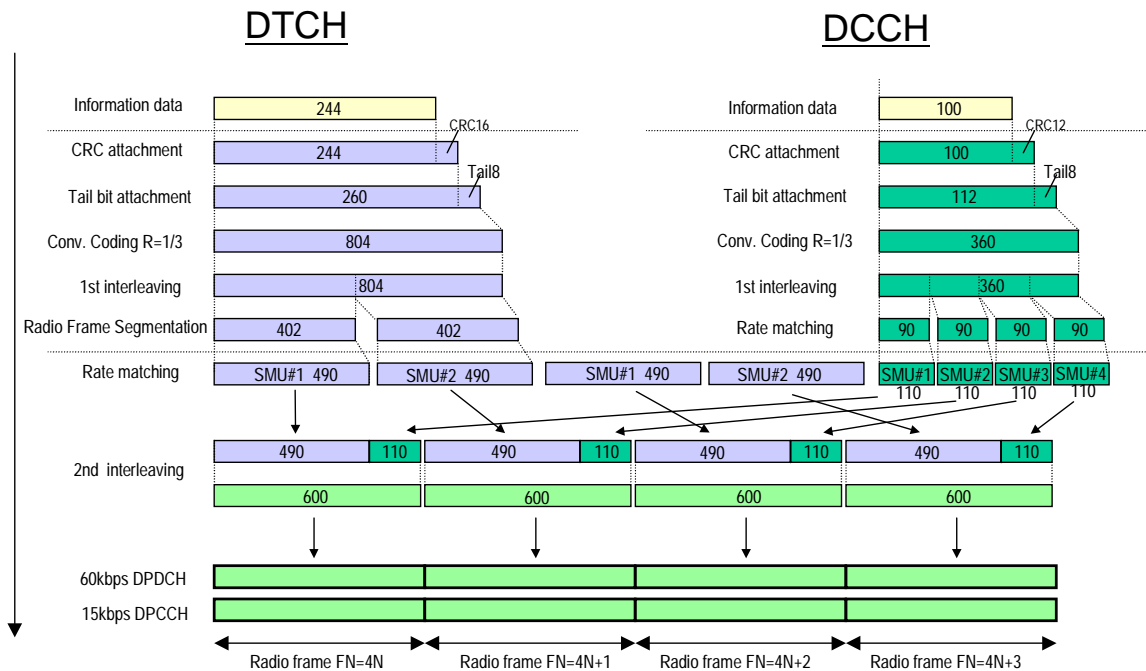 DTCH
DCCH
Information data
244
Information data
100
CRC16
CRC12
CRC attachment
244
CRC attachment
100
Tail8
Tail8
Tail bit attachment
260
Tail bit attachment
112
Conv. Coding R=1/3
804
Conv. Coding R=1/3
360
1st interleaving
804
1st interleaving
360
Radio Frame Segmentation
402
402
Rate matching
90
90
90
90
Rate matching
SMU#1 490
SMU#2 490
SMU#1 490
SMU#2 490
SMU#1
SMU#2
SMU#3
SMU#4
110
110
110
110
2nd interleaving
490
110
490
110
490
110
490
110
600
600
600
600
60kbps DPDCH
15kbps DPCCH
Radio frame FN=4N
Radio frame FN=4N+1
Radio frame FN=4N+2
Radio frame FN=4N+3